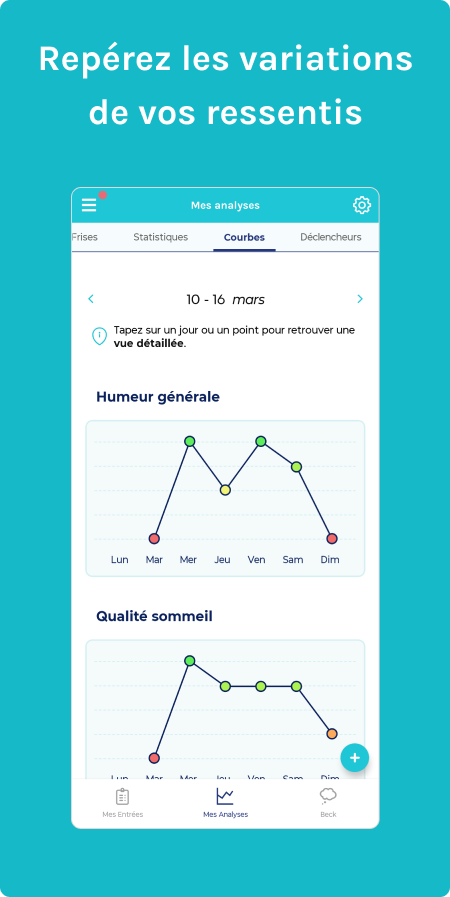 Repérez les variations
de vos ressentis
Mes analyses
Frises Statistiques Courbes Déclencheurs
10 - 16 mars
Tapez sur un jour ou un point pour retrouver une
vue détaillée.
Humeur générale
Lun Mar Mer Jeu Ven Sam Dim
Qualité sommeil
Lun Mar Mer Jeu Ven Sam Dim
Mes Entrées Mes Analyses Beck